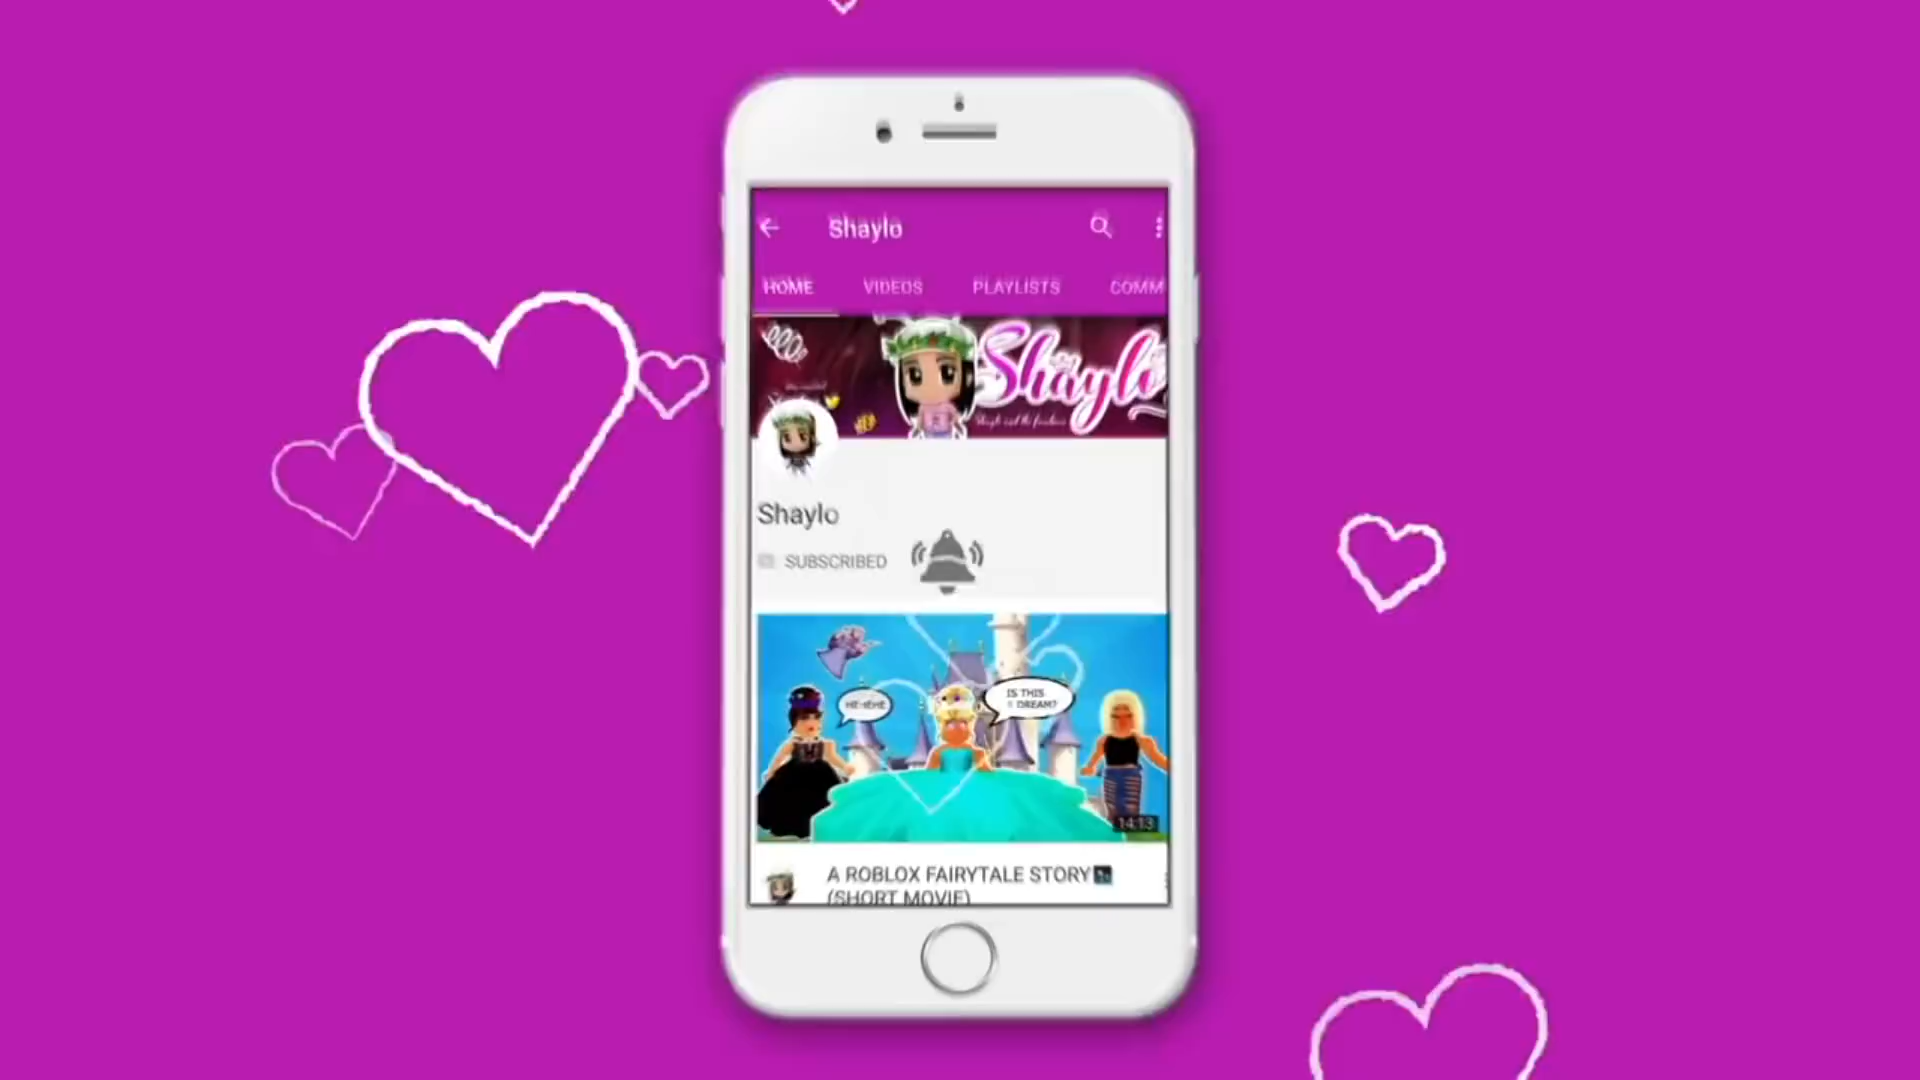 Shaylo
HOME VIDEOS PLAYLISTS COMM
Shaylo
Shaylo
SUBSCRIBED
HE-HEHE
IS THIS
DREAM?
14:13
A ROBLOX FAIRYTALE STORY
(SHORT MOVIE)